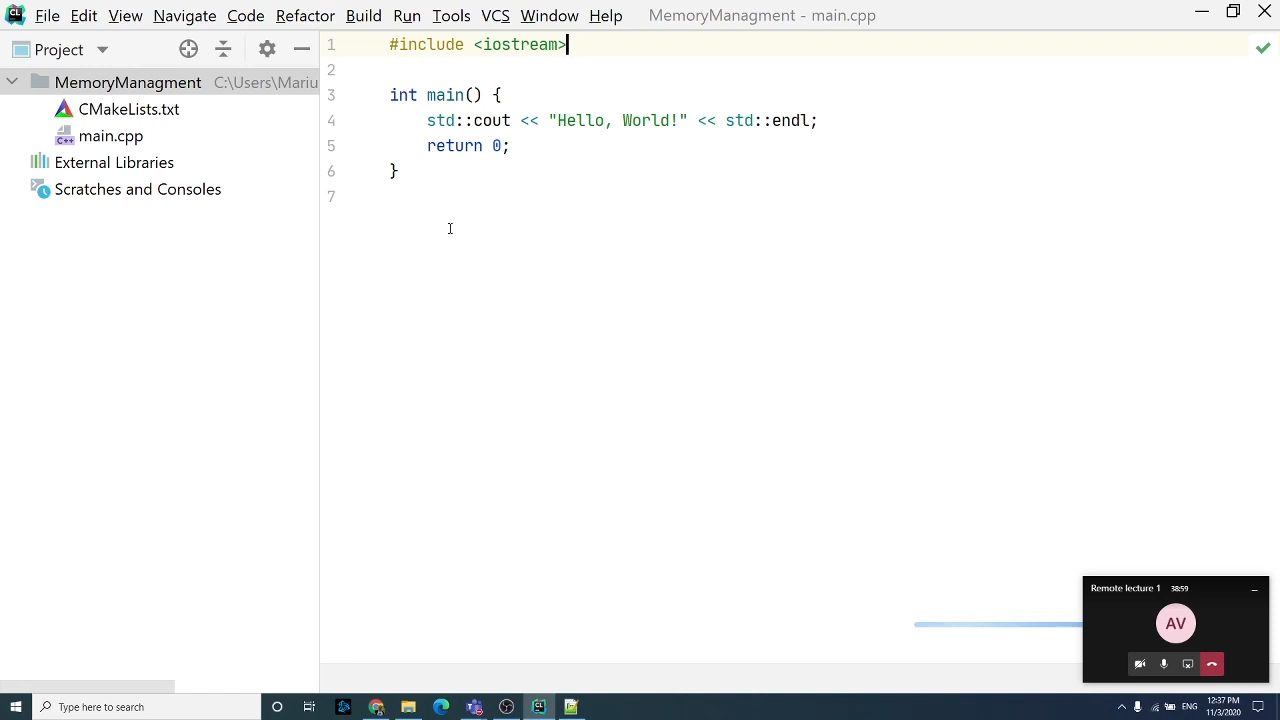 CL File Edit View Navigate Code Refactor Build Run Tools VCS Window Help MemoryManagment - main.cpp
Project
MemoryManagment C:\Users\Mariu
CMakeLists.txt
C++ main.cpp
External Libraries
Scratches and Consoles
1 #include <iostream>
2
3 int main() {
4 std::cout << "Hello, World!" << std::endl;
5 return 0;
6 }
7
Remote lecture 1 38:59
AV
Type here to search
CL
ENG
12:37 PM
11/3/2020